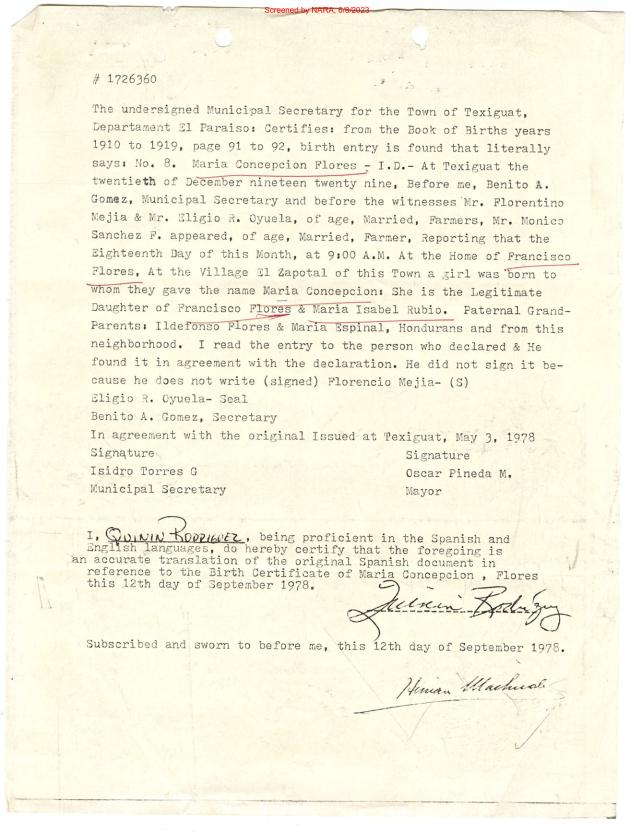 Screened by NARA, 6/8/2023
# 1726360
The undersigned Municipal Secretary for the Town of Texiguat,
Departament El Paraiso: Certifies: from the Book of Births years
1910 to 1919, page 91 to 92, birth entry is found that literally
says: No. 8. Maria Concepcion Flores - I.D.- At Texiguat the
twentieth of December nineteen twenty nine, Before me, Benito A.
Gomez, Municipal Secretary and before the witnesses Mr. Florentino
Mejia & Mr. Eligio R. Oyuela, of age, Married, Farmers, Mr. Monico
Sanchez F. appeared, of age, Married, Farmer, Reporting that the
Eighteenth Day of this Month, at 9:00 A.M. At the Home of Francisco
Flores, At the Village El Zapotal of this Town a girl was born to
whom they gave the name Maria Concepcion: She is the Legitimate
Daughter of Francisco Flores & Maria Isabel Rubio. Paternal Grand-
Parents: Ildefonso Flores & Maria Espinal, Hondurans and from this
neighborhood. I read the entry to the person who declared & He
found it in agreement with the declaration. He did not sign it be-
cause he does not write (signed) Florencio Mejia- (S)
Eligio R. Oyuela- Seal
Benito A. Gomez, Secretary
In agreement with the original Issued at Texiguat, May 3, 1978
Signature Signature
Isidro Torres G Oscar Pineda M.
Municipal Secretary Mayor
I, QUININ RODRIGUEZ, being proficient in the Spanish and
English languages, do hereby certify that the foregoing is
an accurate translation of the original Spanish document in
reference to the Birth Certificate of Maria Concepcion , Flores
this 12th day of September 1978.
Quinin Rodriguez
Subscribed and sworn to before me, this 12th day of September 1978.